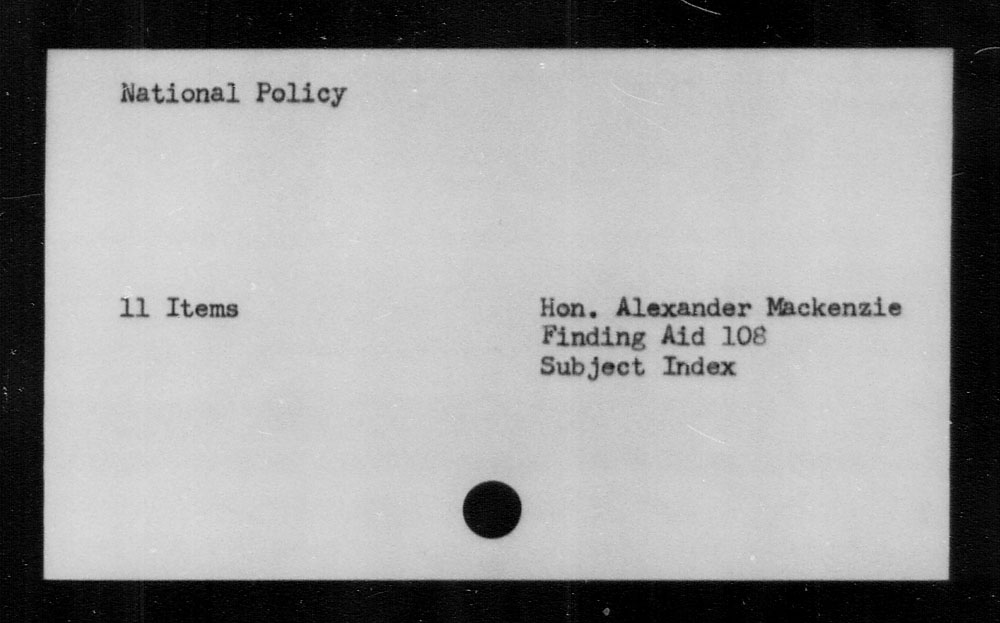 National Policy
11 Items
Hon. Alexander Mackenzie
Finding Aid 108
Subject Index